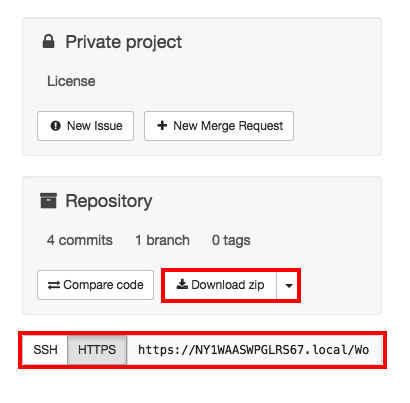 Private project
License
New Issue
New Merge Request
Repository
4 commits 1 branch 0 tags
Compare code
Download zip
SSH HTTPS https://NY1WAASWPGLRS67.local/Wo